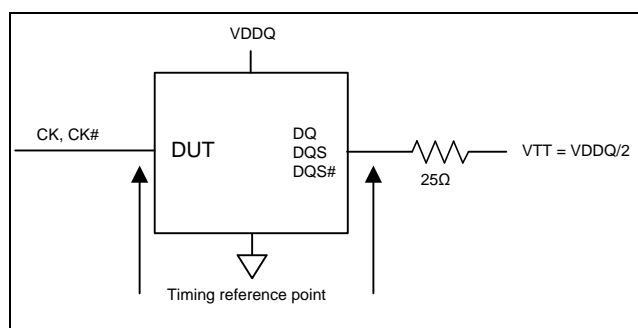 VDDQ
CK, CK#
DUT
DQ
DQS
DQS#
25Ω
VTT = VDDQ/2
Timing reference point